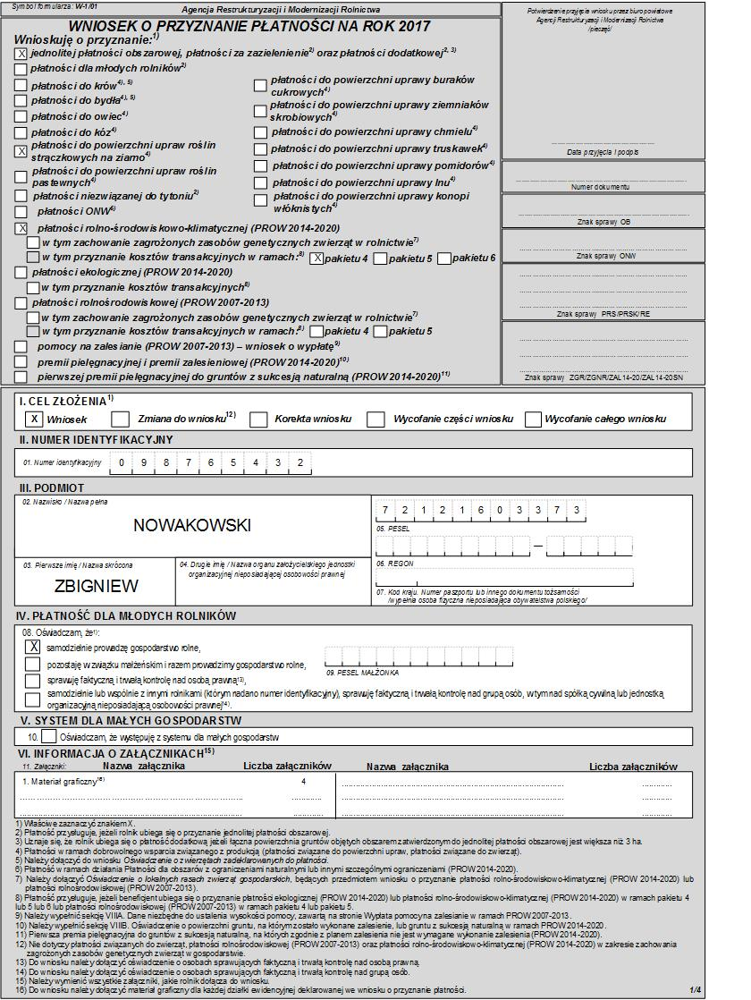 Symbol formularza: W-1/01
Agencja Restrukturyzacji i Modernizacji Rolnictwa
WNIOSEK O PRZYZNANIE PŁATNOŚCI NA ROK 2017
Wnioskuję o przyznanie:1)
X jednolitej płatności obszarowej, płatności za zazielenienie2) oraz płatności dodatkowej2, 3)
płatności dla młodych rolników2)
płatności do krów4), 5)
płatności do bydła4), 5)
płatności do owiec4)
płatności do kóz4)
X płatności do powierzchni upraw roślin
strączkowych na ziarno4)
płatności do powierzchni upraw roślin
pastewnych4)
płatności niezwiązanej do tytoniu2)
płatności ONW6)
płatności do powierzchni uprawy buraków
cukrowych4)
płatności do powierzchni uprawy ziemniaków
skrobiowych4)
płatności do powierzchni uprawy chmielu4)
płatności do powierzchni uprawy truskawek4)
płatności do powierzchni uprawy pomidorów4)
płatności do powierzchni uprawy lnu4)
płatności do powierzchni uprawy konopi
włóknistych4)
X płatności rolno-środowiskowo-klimatycznej (PROW 2014-2020)
w tym zachowanie zagrożonych zasobów genetycznych zwierząt w rolnictwie7)
w tym przyznanie kosztów transakcyjnych w ramach:8) X pakietu 4 pakietu 5 pakietu 6
płatności ekologicznej (PROW 2014-2020)
w tym przyznanie kosztów transakcyjnych8)
płatności rolnośrodowiskowej (PROW 2007-2013)
w tym zachowanie zagrożonych zasobów genetycznych zwierząt w rolnictwie7)
w tym przyznanie kosztów transakcyjnych w ramach:8) pakietu 4 pakietu 5
pomocy na zalesianie (PROW 2007-2013) – wniosek o wypłatę9)
premii pielęgnacyjnej i premii zalesieniowej (PROW 2014-2020)10)
pierwszej premii pielęgnacyjnej do gruntów z sukcesją naturalną (PROW 2014-2020)11)
Potwierdzenie przyjęcia wniosku przez biuro powiatowe
Agencji Restrukturyzacji i Modernizacji Rolnictwa
/pieczęć/
Data przyjęcia i podpis
Numer dokumentu
Znak sprawy OB
Znak sprawy ONW
Znak sprawy PRS/PRSK/RE
Znak sprawy ZGR/ZGNR/ZAL14-20/ZAL14-20SN
I. CEL ZŁOŻENIA1)
X Wniosek Zmiana do wniosku12) Korekta wniosku Wycofanie części wniosku Wycofanie całego wniosku
II. NUMER IDENTYFIKACYJNY
01. Numer identyfikacyjny 0 9 8 7 6 5 4 3 2
III. PODMIOT
02. Nazwisko / Nazwa pełna
NOWAKOWSKI
03. Pierwsze imię / Nazwa skrócona
ZBIGNIEW
04. Drugie imię / Nazwa organu założycielskiego jednostki
organizacyjnej nieposiadającej osobowości prawnej
7 2 1 2 1 6 0 3 3 7 3
05. PESEL
06. REGON
07. Kod kraju. Numer paszportu lub innego dokumentu tożsamości
/wypełnia osoba fizyczna nieposiadająca obywatelstwa polskiego/
IV. PŁATNOŚĆ DLA MŁODYCH ROLNIKÓW
08. Oświadczam, że1):
X samodzielnie prowadzę gospodarstwo rolne,
pozostaję w związku małżeńskim i razem prowadzimy gospodarstwo rolne,
09. PESEL MAŁŻONKA
sprawuję faktyczną i trwałą kontrolę nad osobą prawną13),
samodzielnie lub wspólnie z innymi rolnikami (którym nadano numer identyfikacyjny), sprawuję faktyczną i trwałą kontrolę nad grupą osób, w tym nad spółką cywilną lub jednostką
organizacyjną nieposiadającą osobowości prawnej14).
V. SYSTEM DLA MAŁYCH GOSPODARSTW
10. Oświadczam, że występuję z systemu dla małych gospodarstw
VI. INFORMACJA O ZAŁĄCZNIKACH15)
11. Załączniki: Nazwa załącznika Liczba załączników Nazwa załącznika Liczba załączników
1. Materiał graficzny16) 4
1) Właściwe zaznaczyć znakiem X.
2) Płatność przysługuje, jeżeli rolnik ubiega się o przyznanie jednolitej płatności obszarowej.
3) Uznaje się, że rolnik ubiega się o płatność dodatkową jeżeli łączna powierzchnia gruntów objętych obszarem zatwierdzonym do jednolitej płatności obszarowej jest większa niż 3 ha.
4) Płatności w ramach dobrowolnego wsparcia związanego z produkcją (płatności związane do powierzchni upraw, płatności związane do zwierząt).
5) Należy dołączyć do wniosku Oświadczenie o zwierzętach zadeklarowanych do płatności.
6) Płatność w ramach działania Płatności dla obszarów z ograniczeniami naturalnymi lub innymi szczególnymi ograniczeniami (PROW 2014-2020).
7) Należy dołączyć Oświadczenie o lokalnych rasach zwierząt gospodarskich, będących przedmiotem wniosku o przyznanie płatności rolno-środowiskowo-klimatycznej (PROW 2014-2020) lub
płatności rolnośrodowiskowej (PROW 2007-2013).
8) Płatność przysługuje, jeżeli beneficjent ubiega się o przyznanie płatności ekologicznej (PROW 2014-2020) lub płatności rolno-środowiskowo-klimatycznej (PROW 2014-2020) w ramach pakietu 4
lub 5 lub 6 lub płatności rolnośrodowiskowej (PROW 2007-2013) w ramach pakietu 4 lub pakietu 5.
9) Należy wypełnić sekcję VIIIA. Dane niezbędne do ustalenia wysokości pomocy, zawartą na stronie Wypłata pomocy na zalesianie w ramach PROW 2007-2013.
10) Należy wypełnić sekcję VIIIB. Oświadczenie o powierzchni gruntu, na którym zostało wykonane zalesienie, lub gruntu z sukcesją naturalną w ramach PROW 2014-2020.
11) Pierwsza premia pielęgnacyjna do gruntów z sukcesją naturalną, na których zgodnie z planem zalesienia nie jest wymagane wykonanie zalesienia (PROW 2014-2020).
12) Nie dotyczy płatności związanych do zwierząt, płatności rolnośrodowiskowej (PROW 2007-2013) oraz płatności rolno-środowiskowo-klimatycznej (PROW 2014-2020) w zakresie zachowania
zagrożonych zasobów genetycznych zwierząt w gospodarstwie.
13) Do wniosku należy dołączyć oświadczenie o osobach sprawujących faktyczną i trwałą kontrolę nad osobą prawną.
14) Do wniosku należy dołączyć oświadczenie o osobach sprawujących faktyczną i trwałą kontrolę nad grupą osób.
15) Należy wymienić wszystkie załączniki, jakie rolnik dołącza do wniosku.
16) Do wniosku należy dołączyć materiał graficzny dla każdej działki ewidencyjnej deklarowanej we wniosku o przyznanie płatności.
1/4